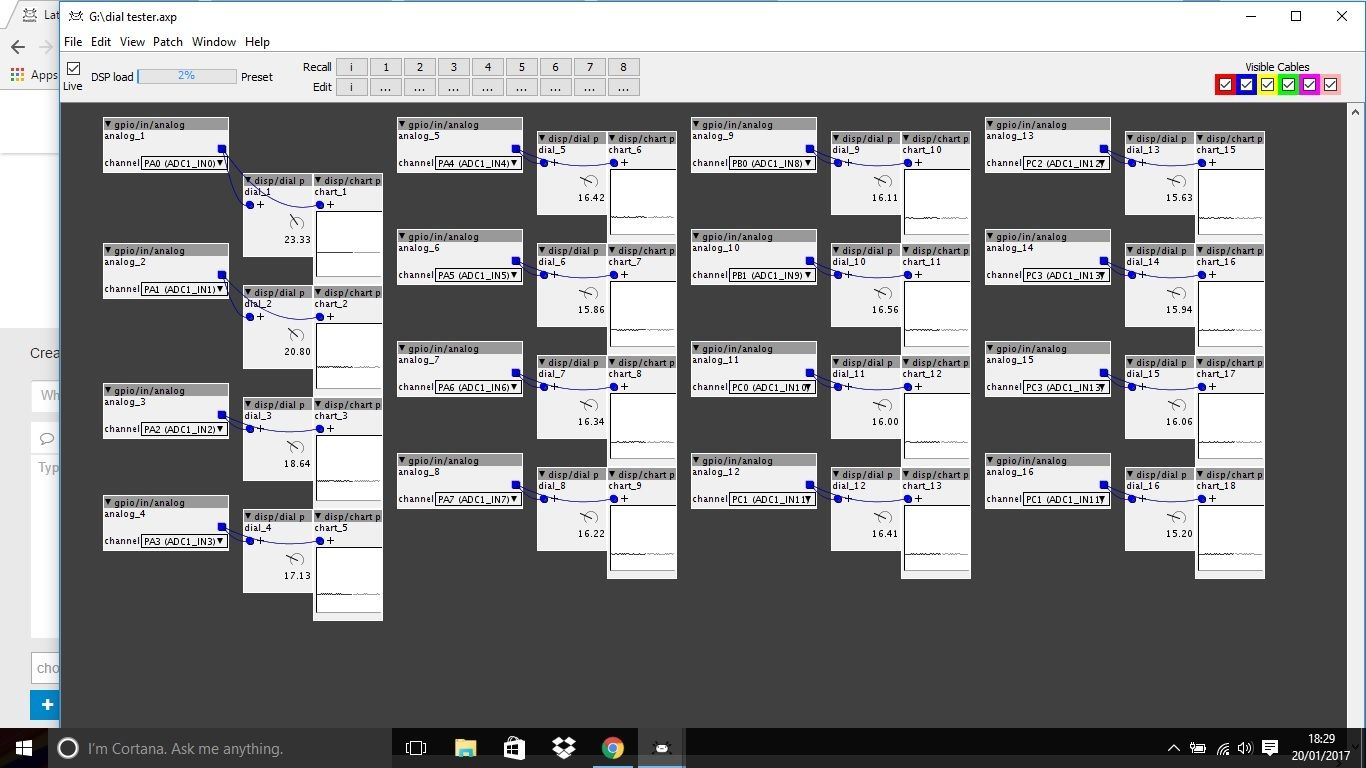 Lat
G:\dial tester.axp
File Edit View Patch Window Help
Apps
Live
DSP load
2%
Preset
Recall i 1 2 3 4 5 6 7 8
Edit i ... ... ... ... ... ... ... ...
Visible Cables
gpio/in/analog
analog_1
channel PA0 (ADC1_IN0)
disp/dial p
dial_1
23.33
disp/chart p
chart_1
gpio/in/analog
analog_2
channel PA1 (ADC1_IN1)
disp/dial p
dial_2
20.80
disp/chart p
chart_2
gpio/in/analog
analog_3
channel PA2 (ADC1_IN2)
disp/dial p
dial_3
18.64
disp/chart p
chart_3
gpio/in/analog
analog_4
channel PA3 (ADC1_IN3)
disp/dial p
dial_4
17.13
disp/chart p
chart_5
gpio/in/analog
analog_5
channel PA4 (ADC1_IN4)
disp/dial p
dial_5
16.42
disp/chart p
chart_6
gpio/in/analog
analog_6
channel PA5 (ADC1_IN5)
disp/dial p
dial_6
15.86
disp/chart p
chart_7
gpio/in/analog
analog_7
channel PA6 (ADC1_IN6)
disp/dial p
dial_7
16.34
disp/chart p
chart_8
gpio/in/analog
analog_8
channel PA7 (ADC1_IN7)
disp/dial p
dial_8
16.22
disp/chart p
chart_9
gpio/in/analog
analog_9
channel PB0 (ADC1_IN8)
disp/dial p
dial_9
16.11
disp/chart p
chart_10
gpio/in/analog
analog_10
channel PB1 (ADC1_IN9)
disp/dial p
dial_10
16.56
disp/chart p
chart_11
gpio/in/analog
analog_11
channel PC0 (ADC1_IN10)
disp/dial p
dial_11
16.00
disp/chart p
chart_12
gpio/in/analog
analog_12
channel PC1 (ADC1_IN11)
disp/dial p
dial_12
16.41
disp/chart p
chart_13
gpio/in/analog
analog_13
channel PC2 (ADC1_IN12)
disp/dial p
dial_13
15.63
disp/chart p
chart_15
gpio/in/analog
analog_14
channel PC3 (ADC1_IN13)
disp/dial p
dial_14
15.94
disp/chart p
chart_16
gpio/in/analog
analog_15
channel PC3 (ADC1_IN13)
disp/dial p
dial_15
16.06
disp/chart p
chart_17
gpio/in/analog
analog_16
channel PC1 (ADC1_IN11)
disp/dial p
dial_16
15.20
disp/chart p
chart_18
Crea
Wh
Typ
cho
I'm Cortana. Ask me anything.
18:29
20/01/2017